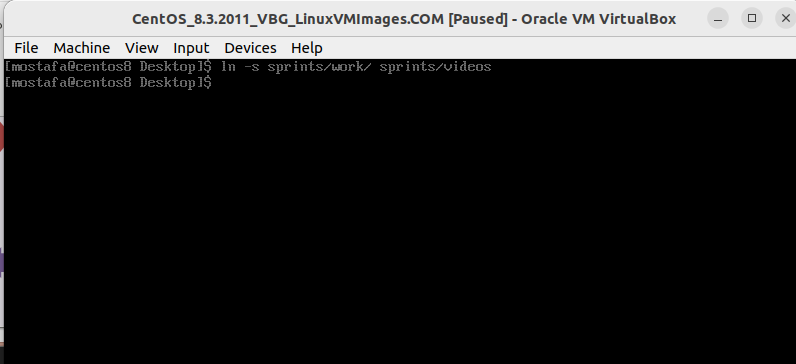 CentOS_8.3.2011_VBG_LinuxVMImages.COM [Paused] - Oracle VM VirtualBox
File Machine View Input Devices Help
[mostafa@centos8 Desktop]$ ln -s sprints/work/ sprints/videos
[mostafa@centos8 Desktop]$